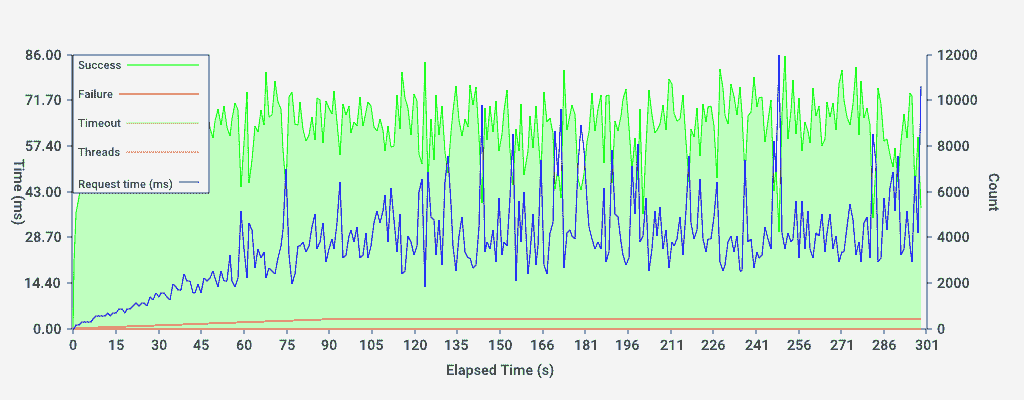 86.00
71.70
57.40
43.00
28.70
14.40
0.00
Time (ms)
Success
Failure
Timeout
Threads
Request time (ms)
12000
10000
8000
6000
4000
2000
0
Count
0 15 30 45 60 75 90 105 120 135 150 166 181 196 211 226 241 256 271 286 301
Elapsed Time (s)